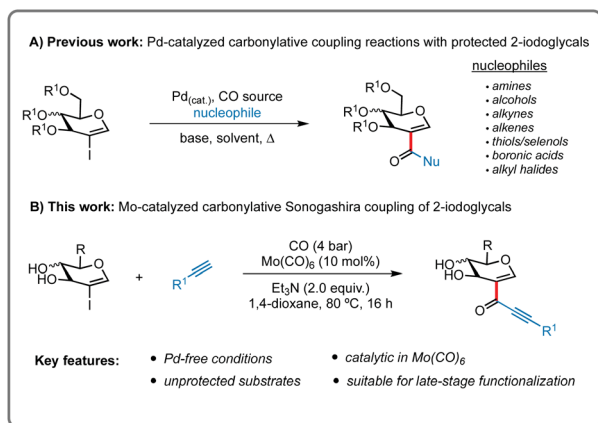 A) Previous work: Pd-catalyzed carbonylative coupling reactions with protected 2-iodoglycals
nucleophiles
• amines
• alcohols
• alkynes
• alkenes
• thiols/selenols
• boronic acids
• alkyl halides
OR¹
R¹O
R¹O
O
I
Pd(cat.), CO source
nucleophile
base, solvent, Δ
OR¹
R¹O
R¹O
O
O
Nu
B) This work: Mo-catalyzed carbonylative Sonogashira coupling of 2-iodoglycals
R
HO
HO
O
I
+
R¹
CO (4 bar)
Mo(CO)₆ (10 mol%)
Et₃N (2.0 equiv.)
1,4-dioxane, 80 ºC, 16 h
R
HO
HO
O
O
R¹
Key features:
• Pd-free conditions
• catalytic in Mo(CO)₆
• unprotected substrates
• suitable for late-stage functionalization